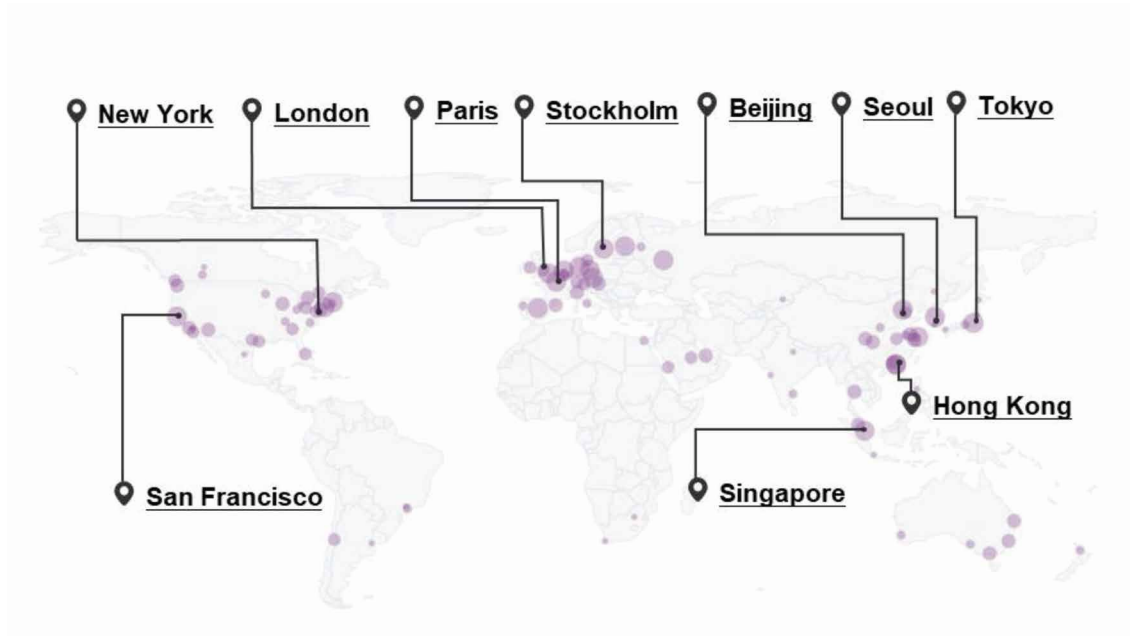 New York
London
Paris
Stockholm
Beijing
Seoul
Tokyo
Hong Kong
San Francisco
Singapore